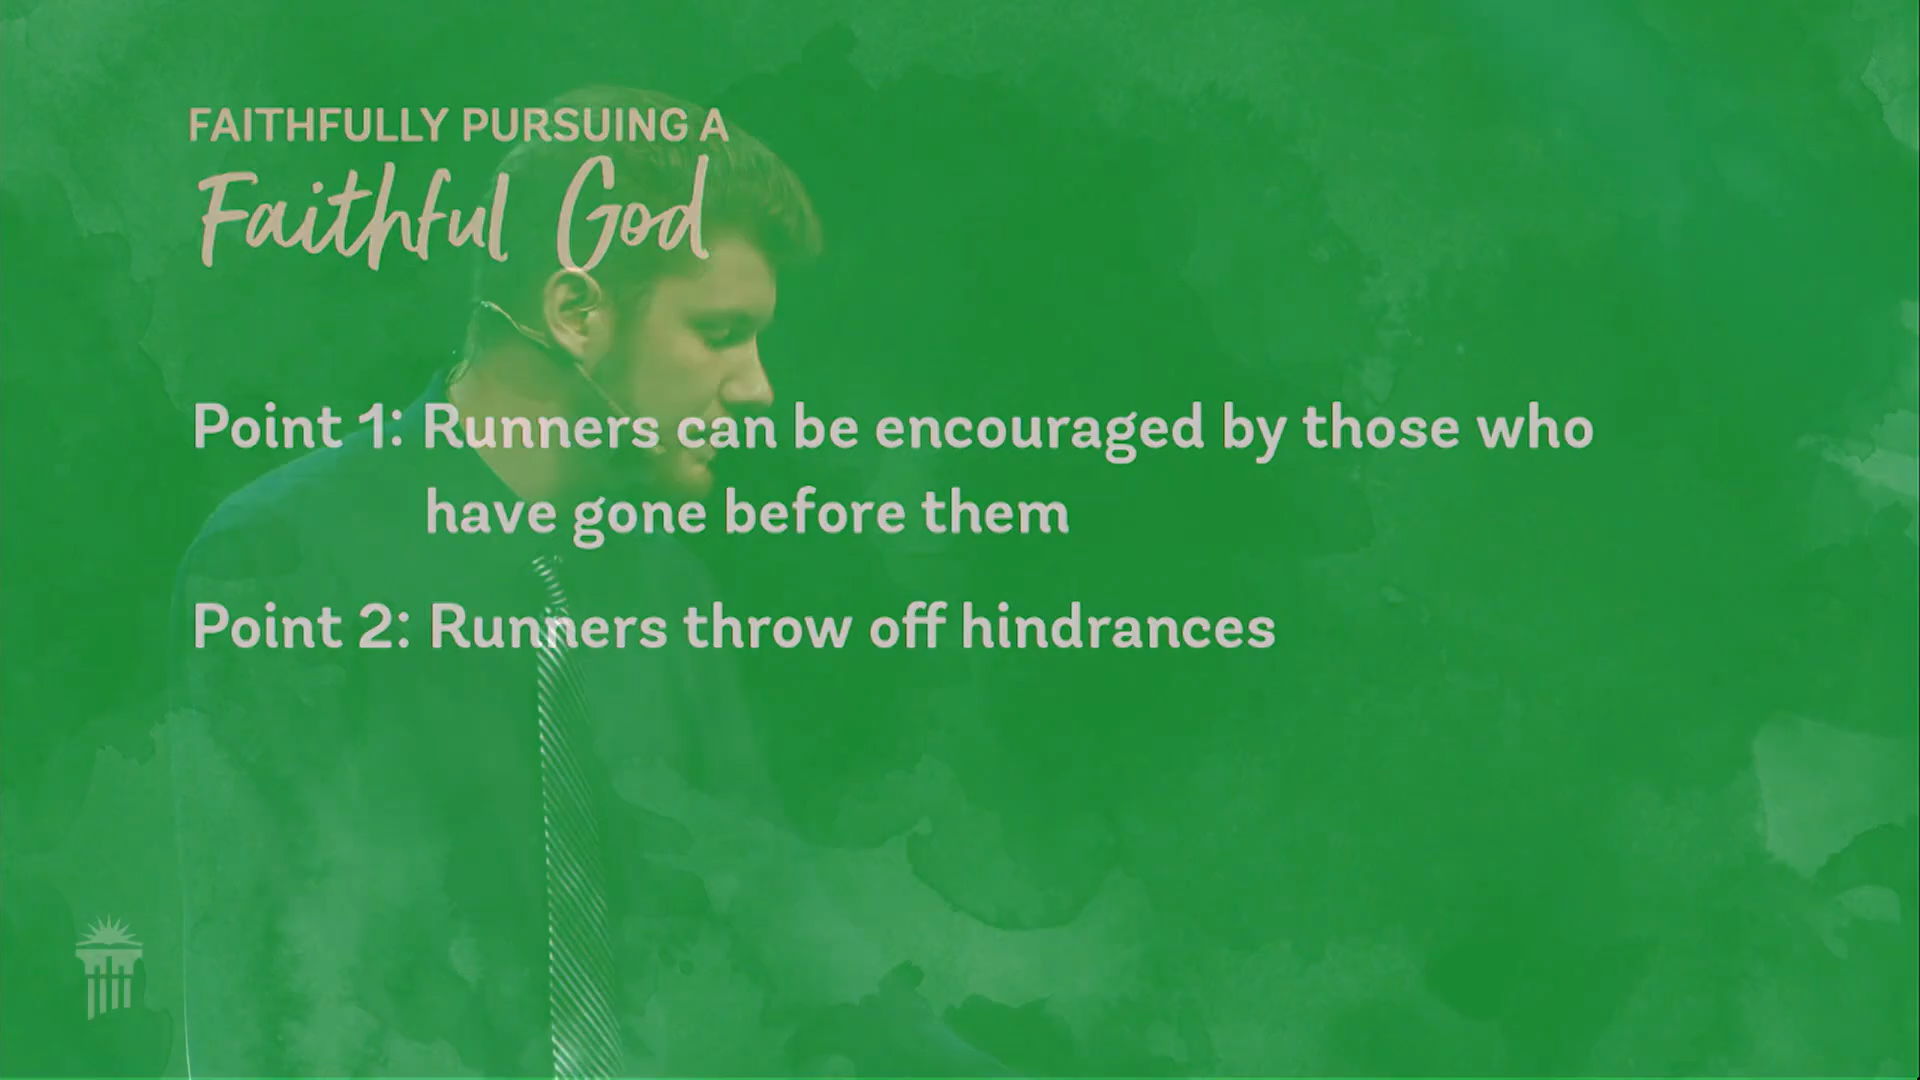 FAITHFULLY PURSUING A
Faithful God
Point 1: Runners can be encouraged by those who
have gone before them
Point 2: Runners throw off hindrances